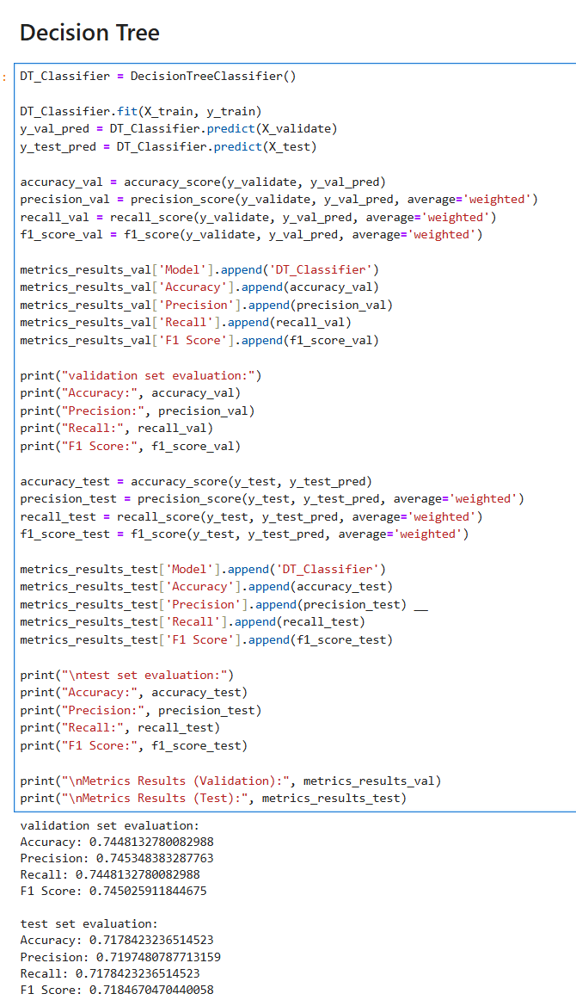 Decision Tree
:
DT_Classifier = DecisionTreeClassifier()
DT_Classifier.fit(X_train, y_train)
y_val_pred = DT_Classifier.predict(X_validate)
y_test_pred = DT_Classifier.predict(X_test)
accuracy_val = accuracy_score(y_validate, y_val_pred)
precision_val = precision_score(y_validate, y_val_pred, average='weighted')
recall_val = recall_score(y_validate, y_val_pred, average='weighted')
f1_score_val = f1_score(y_validate, y_val_pred, average='weighted')
metrics_results_val['Model'].append('DT_Classifier')
metrics_results_val['Accuracy'].append(accuracy_val)
metrics_results_val['Precision'].append(precision_val)
metrics_results_val['Recall'].append(recall_val)
metrics_results_val['F1 Score'].append(f1_score_val)
print("validation set evaluation:")
print("Accuracy:", accuracy_val)
print("Precision:", precision_val)
print("Recall:", recall_val)
print("F1 Score:", f1_score_val)
accuracy_test = accuracy_score(y_test, y_test_pred)
precision_test = precision_score(y_test, y_test_pred, average='weighted')
recall_test = recall_score(y_test, y_test_pred, average='weighted')
f1_score_test = f1_score(y_test, y_test_pred, average='weighted')
metrics_results_test['Model'].append('DT_Classifier')
metrics_results_test['Accuracy'].append(accuracy_test)
metrics_results_test['Precision'].append(precision_test) __
metrics_results_test['Recall'].append(recall_test)
metrics_results_test['F1 Score'].append(f1_score_test)
print("\ntest set evaluation:")
print("Accuracy:", accuracy_test)
print("Precision:", precision_test)
print("Recall:", recall_test)
print("F1 Score:", f1_score_test)
print("\nMetrics Results (Validation):", metrics_results_val)
print("\nMetrics Results (Test):", metrics_results_test)
validation set evaluation:
Accuracy: 0.7448132780082988
Precision: 0.745348383287763
Recall: 0.7448132780082988
F1 Score: 0.745025911844675
test set evaluation:
Accuracy: 0.7178423236514523
Precision: 0.7197480787713159
Recall: 0.7178423236514523
F1 Score: 0.7184670470440058